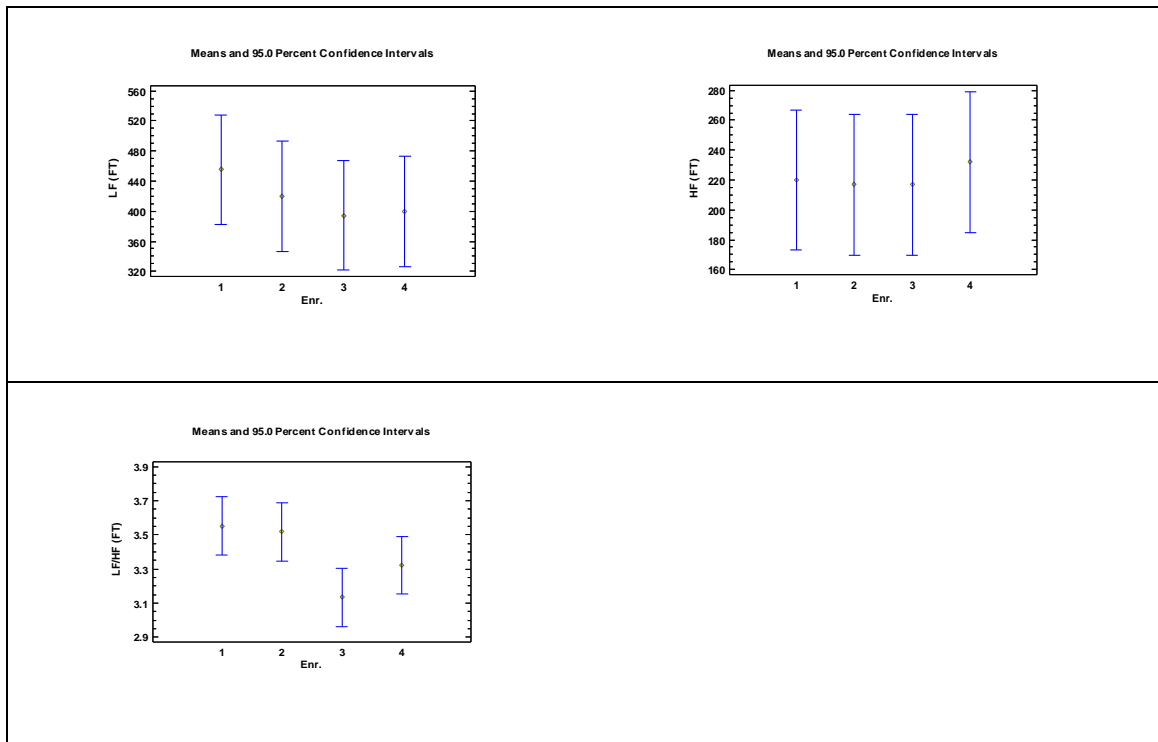 Means and 95.0 Percent Confidence Intervals
560
520
480
440
400
360
320
LF (FT)
1 2 3 4
Enr.
Means and 95.0 Percent Confidence Intervals
280
260
240
220
200
180
160
HF (FT)
1 2 3 4
Enr.
Means and 95.0 Percent Confidence Intervals
3.9
3.7
3.5
3.3
3.1
2.9
LF/HF (FT)
1 2 3 4
Enr.